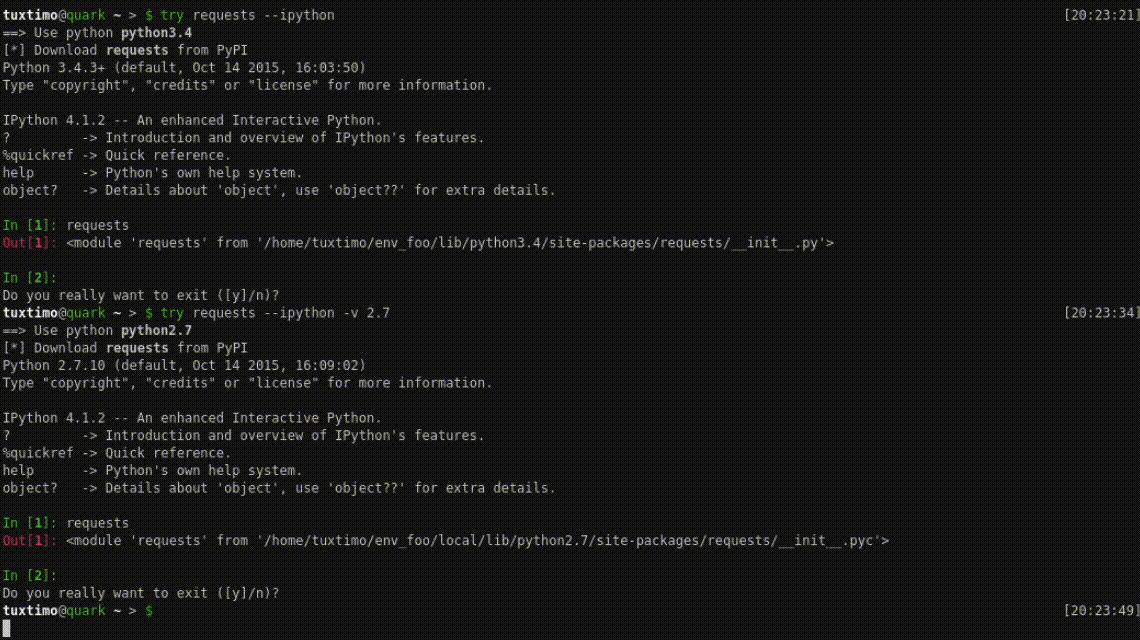 tuxtimo@quark ~ > $ try requests --ipython [20:23:21]
==> Use python python3.4
[*] Download requests from PyPI
Python 3.4.3+ (default, Oct 14 2015, 16:03:50)
Type "copyright", "credits" or "license" for more information.
IPython 4.1.2 -- An enhanced Interactive Python.
?         -> Introduction and overview of IPython's features.
%quickref -> Quick reference.
help      -> Python's own help system.
object?   -> Details about 'object', use 'object??' for extra details.
In [1]: requests
Out[1]: <module 'requests' from '/home/tuxtimo/env_foo/lib/python3.4/site-packages/requests/__init__.py'>
In [2]:
Do you really want to exit ([y]/n)?
tuxtimo@quark ~ > $ try requests --ipython -v 2.7 [20:23:34]
==> Use python python2.7
[*] Download requests from PyPI
Python 2.7.10 (default, Oct 14 2015, 16:09:02)
Type "copyright", "credits" or "license" for more information.
IPython 4.1.2 -- An enhanced Interactive Python.
?         -> Introduction and overview of IPython's features.
%quickref -> Quick reference.
help      -> Python's own help system.
object?   -> Details about 'object', use 'object??' for extra details.
In [1]: requests
Out[1]: <module 'requests' from '/home/tuxtimo/env_foo/local/lib/python2.7/site-packages/requests/__init__.pyc'>
In [2]:
Do you really want to exit ([y]/n)?
tuxtimo@quark ~ > $ [20:23:49]